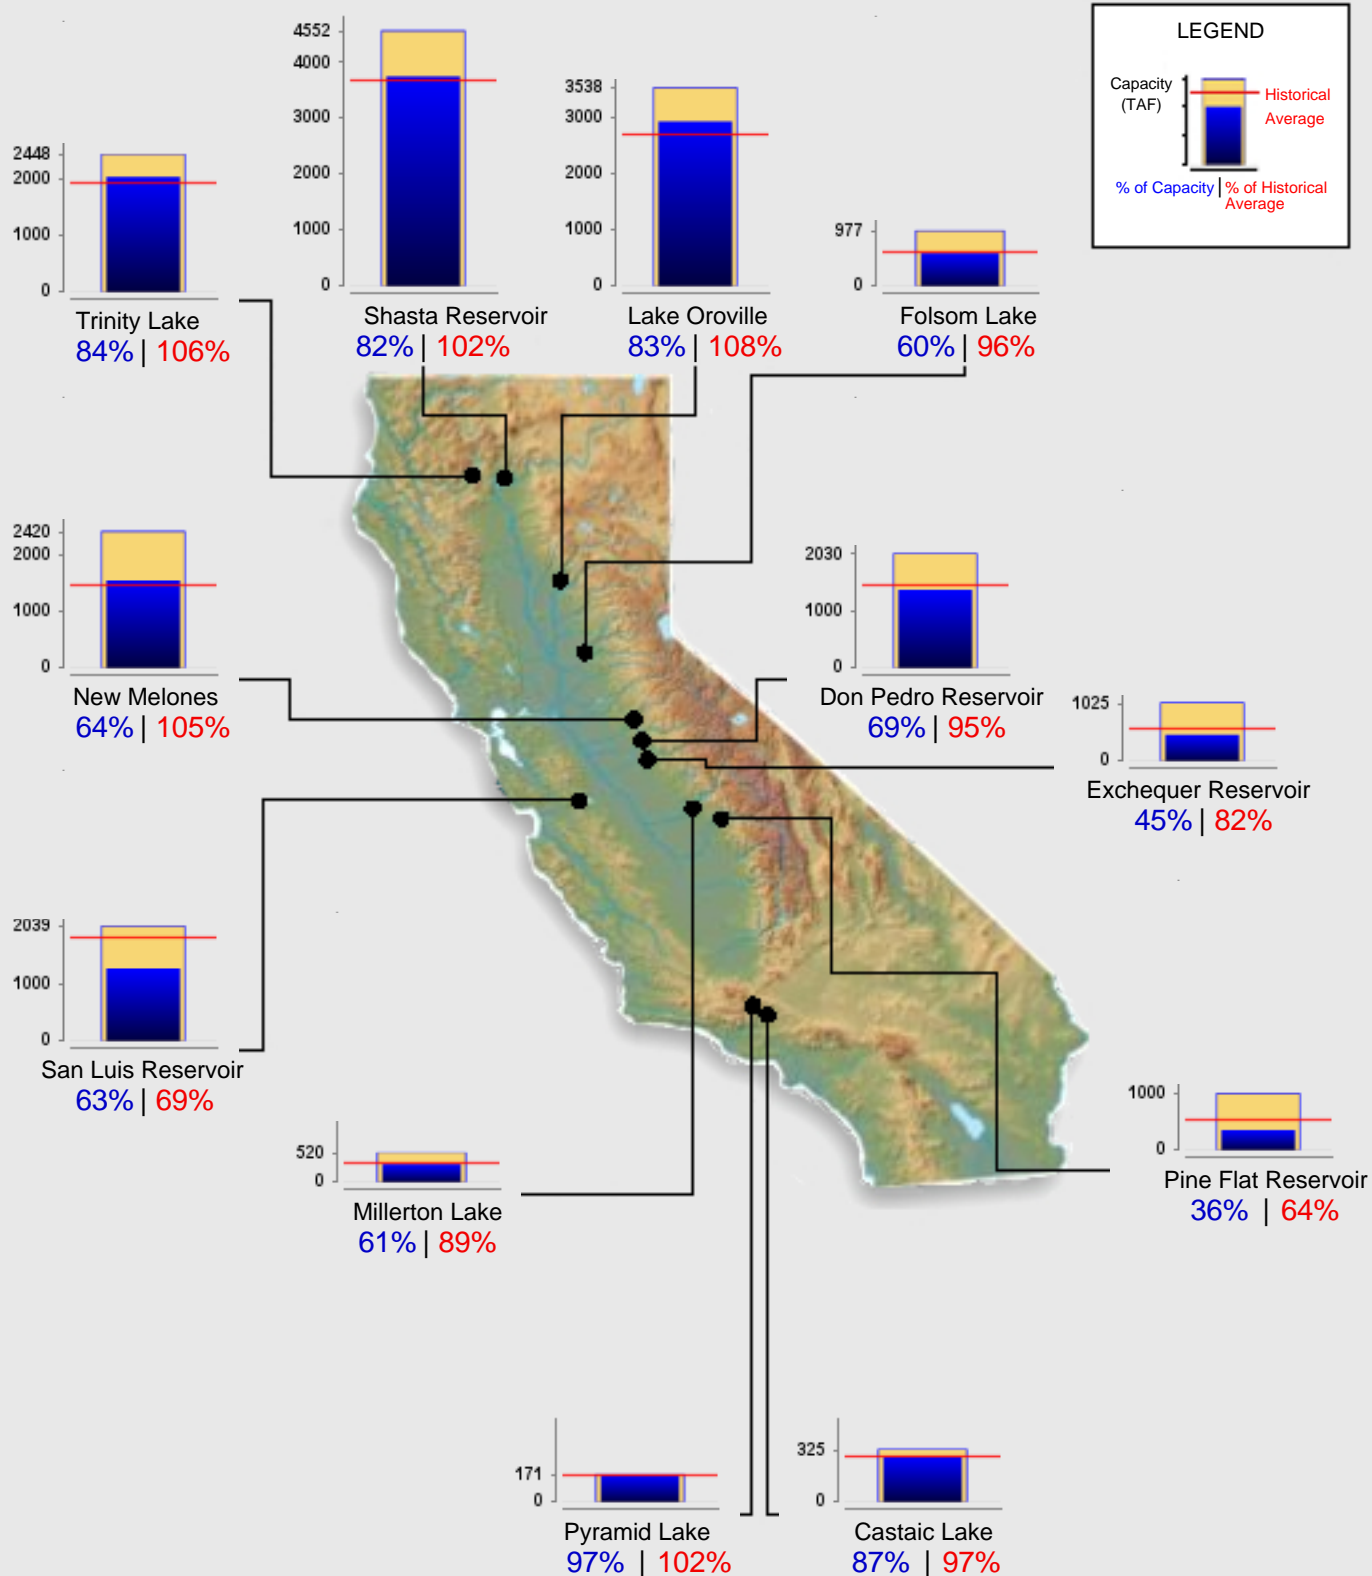 LEGEND
Capacity
(TAF)
Historical
Average
% of Capacity | % of Historical
Average
2448
2000
1000
0
Trinity Lake
84% | 106%
4552
4000
3000
2000
1000
0
Shasta Reservoir
82% | 102%
3538
3000
2000
1000
0
Lake Oroville
83% | 108%
977
0
Folsom Lake
60% | 96%
2420
2000
1000
0
New Melones
64% | 105%
2030
1000
0
Don Pedro Reservoir
69% | 95%
1025
0
Exchequer Reservoir
45% | 82%
2039
1000
0
San Luis Reservoir
63% | 69%
520
0
Millerton Lake
61% | 89%
1000
0
Pine Flat Reservoir
36% | 64%
171
0
Pyramid Lake
97% | 102%
325
0
Castaic Lake
87% | 97%